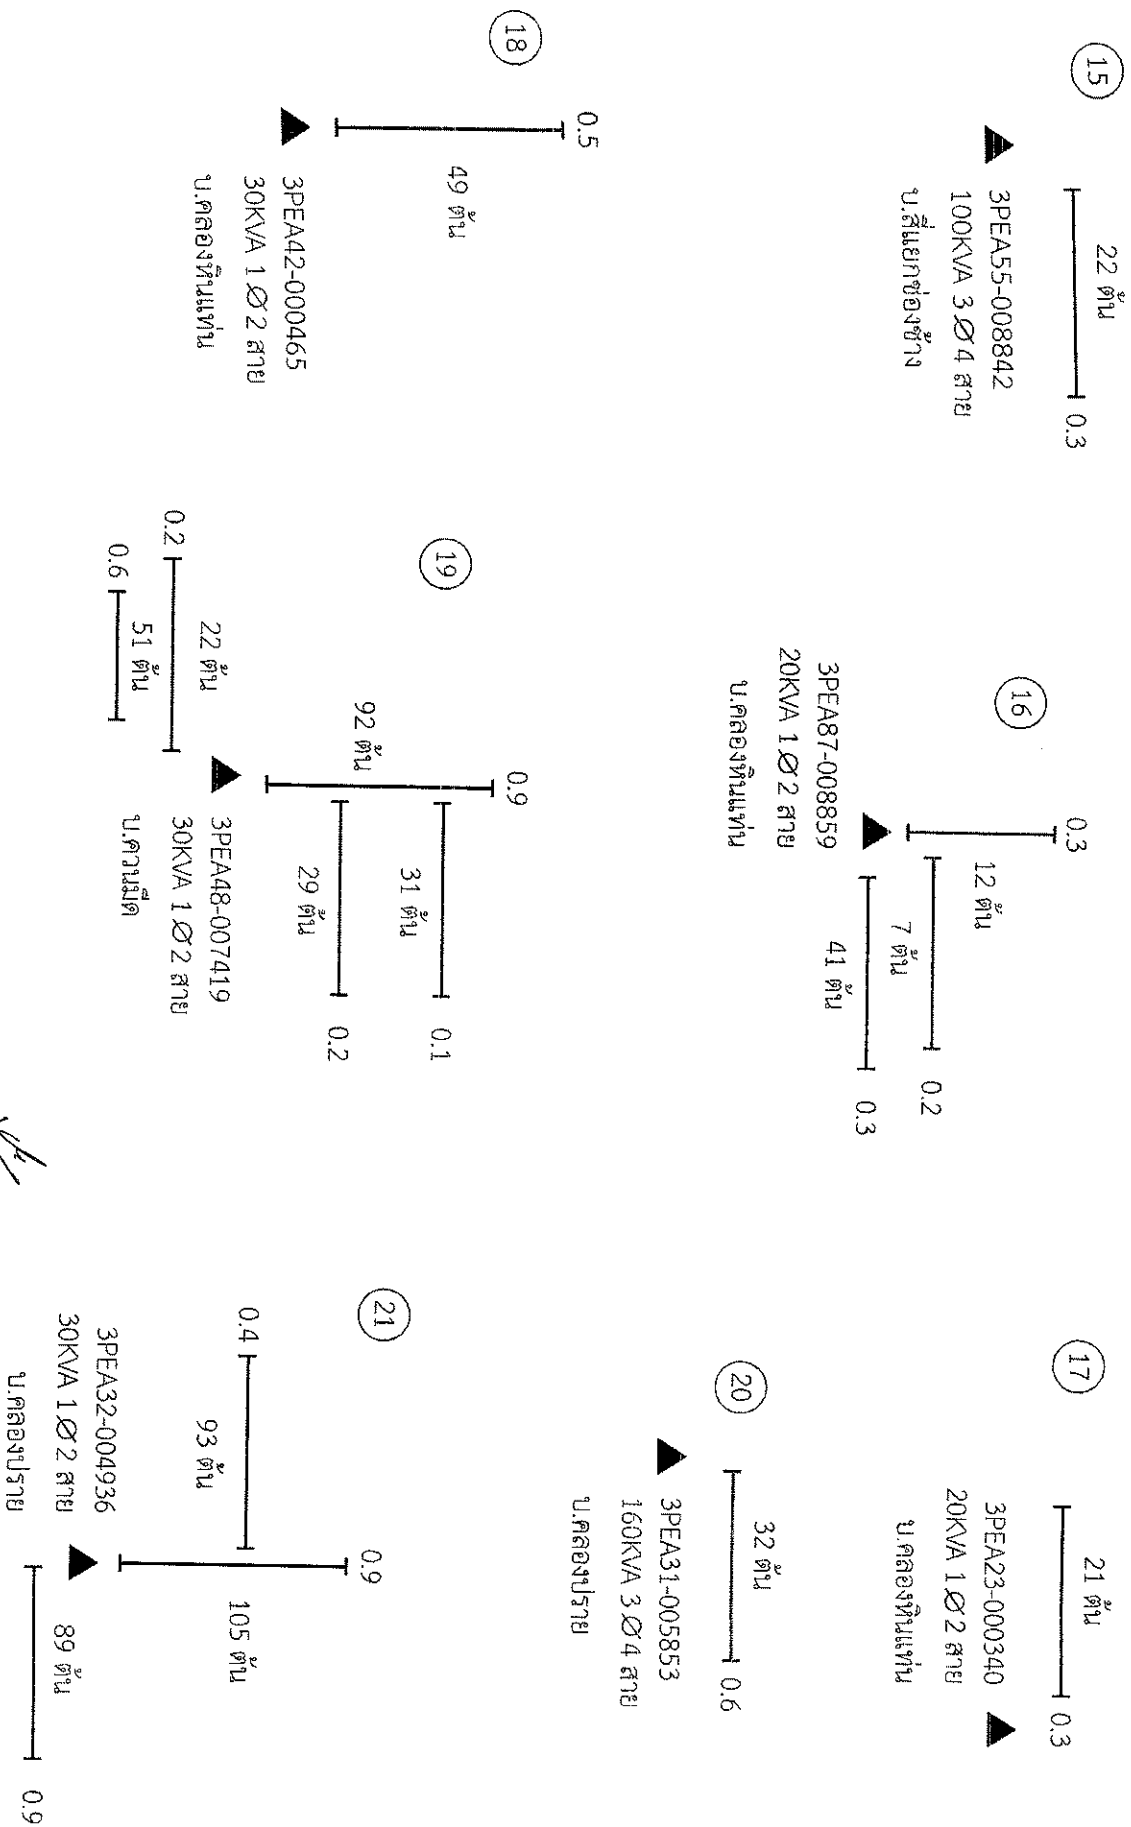 15
22 ต้น
0.3
3PEA55-008842
100KVA 3 Ø 4 สาย
บ.สี่แยกช่องช้าง
16
0.3
12 ต้น
7 ต้น
0.2
41 ต้น
0.3
3PEA87-008859
20KVA 1 Ø 2 สาย
บ.คลองหินแท่น
17
21 ต้น
0.3
3PEA23-000340
20KVA 1 Ø 2 สาย
บ.คลองหินแท่น
18
0.5
49 ต้น
3PEA42-000465
30KVA 1 Ø 2 สาย
บ.คลองหินแท่น
19
0.9
92 ต้น
31 ต้น
0.1
29 ต้น
0.2
22 ต้น
0.2
51 ต้น
0.6
3PEA48-007419
30KVA 1 Ø 2 สาย
บ.ควนมีด
20
32 ต้น
0.6
3PEA31-005853
160KVA 3 Ø 4 สาย
บ.คลองปราย
21
0.9
105 ต้น
0.4
93 ต้น
3PEA32-004936
30KVA 1 Ø 2 สาย
บ.คลองปราย
89 ต้น
0.9